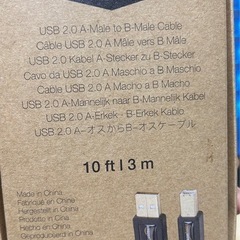 USB 2.0 A-Male to B-Male Cable
Câble USB 2.0 A Mâle vers B Mâle
USB 2.0 Kabel A-Stecker zu B-Stecker
Cavo da USB 2.0 A Maschio a B Maschio
Cable USB 2.0 A Macho a B Macho
USB 2.0 A-Mannelijk naar B-Mannelijk Kabel
USB 2.0 A-Erkek - B-Erkek Kablo
USB 2.0 A-オスからB-オスケーブル
10 ft | 3 m
Made in China
Fabriqué en Chine
Hergestellt in China
Prodotto in Cina
Hecho en China
Geproduceerd in China